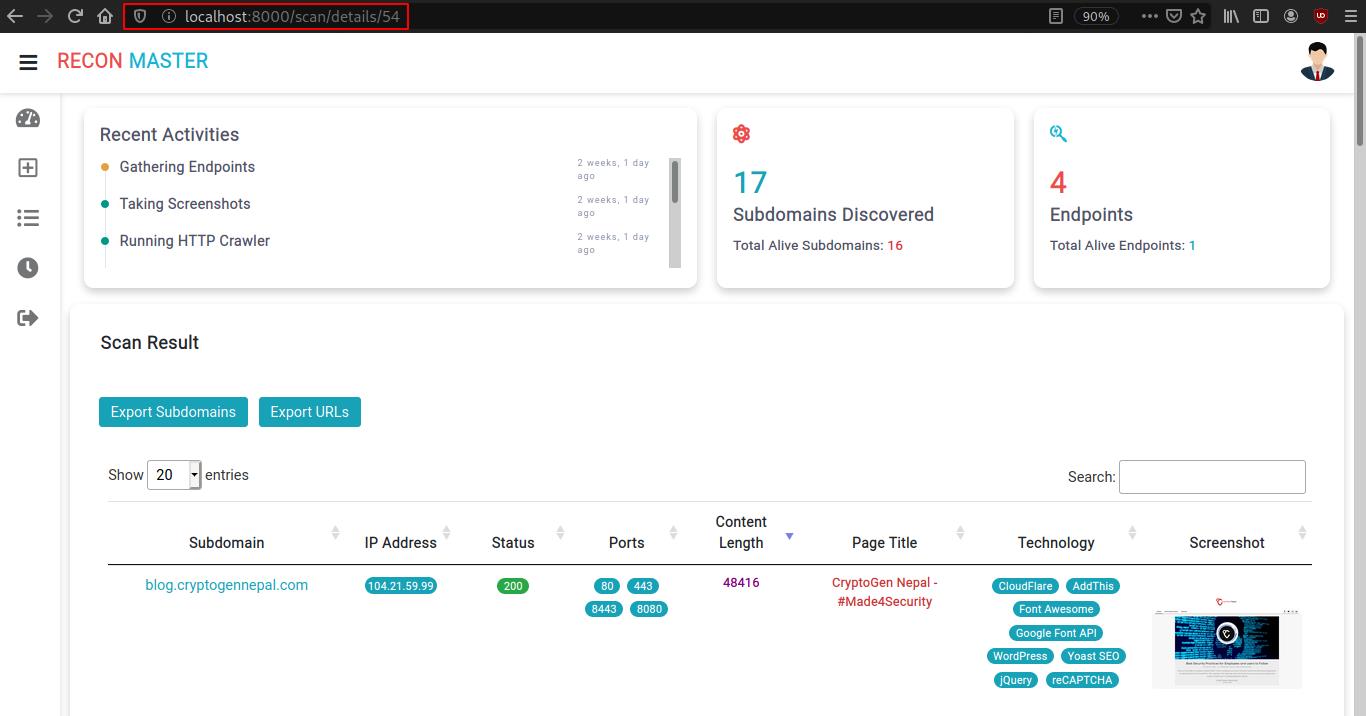 localhost:8000/scan/details/54
90%
RECON MASTER
Recent Activities
Gathering Endpoints
2 weeks, 1 day
ago
Taking Screenshots
2 weeks, 1 day
ago
Running HTTP Crawler
2 weeks, 1 day
ago
17
Subdomains Discovered
Total Alive Subdomains: 16
4
Endpoints
Total Alive Endpoints: 1
Scan Result
Export Subdomains Export URLs
Show 20 entries
Search:
Subdomain IP Address Status Ports Content Length Page Title Technology Screenshot
blog.cryptogennepal.com 104.21.59.99 200
80 443
8443 8080
48416
CryptoGen Nepal -
#Made4Security
CloudFlare AddThis
Font Awesome
Google Font API
WordPress Yoast SEO
jQuery reCAPTCHA